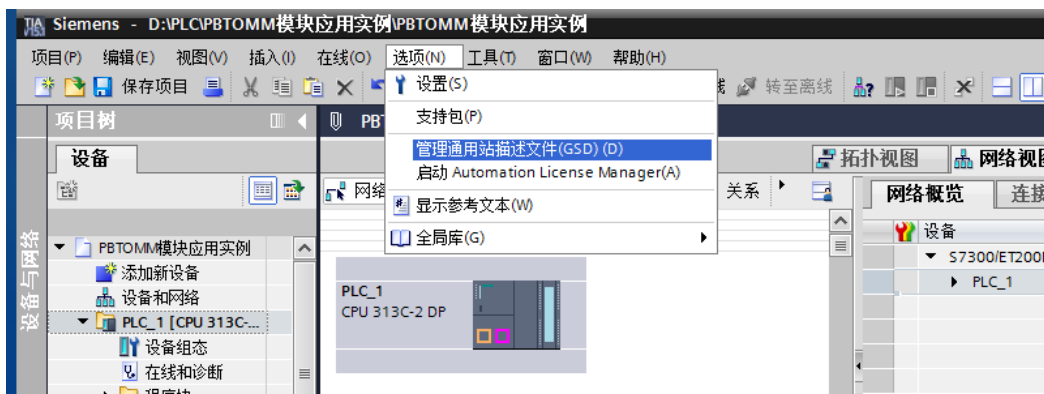 Siemens - D:\PLC\PBTOMM模块应用实例\PBTOMM模块应用实例
项目(P) 编辑(E) 视图(V) 插入(I) 在线(O) 选项(N) 工具(T) 窗口(W) 帮助(H)
保存项目 转至离线
设置(S)
支持包(P)
管理通用站描述文件(GSD) (D)
启动 Automation License Manager(A)
显示参考文本(W)
全局库(G)
项目树
设备
设备与网络
PBTOMM模块应用实例
添加新设备
设备和网络
PLC_1 [CPU 313C-...
设备组态
在线和诊断
程序块
PB
拓扑视图 网络视图
网络 关系
PLC_1
CPU 313C-2 DP
网络概览 连接
设备
S7300/ET200
PLC_1